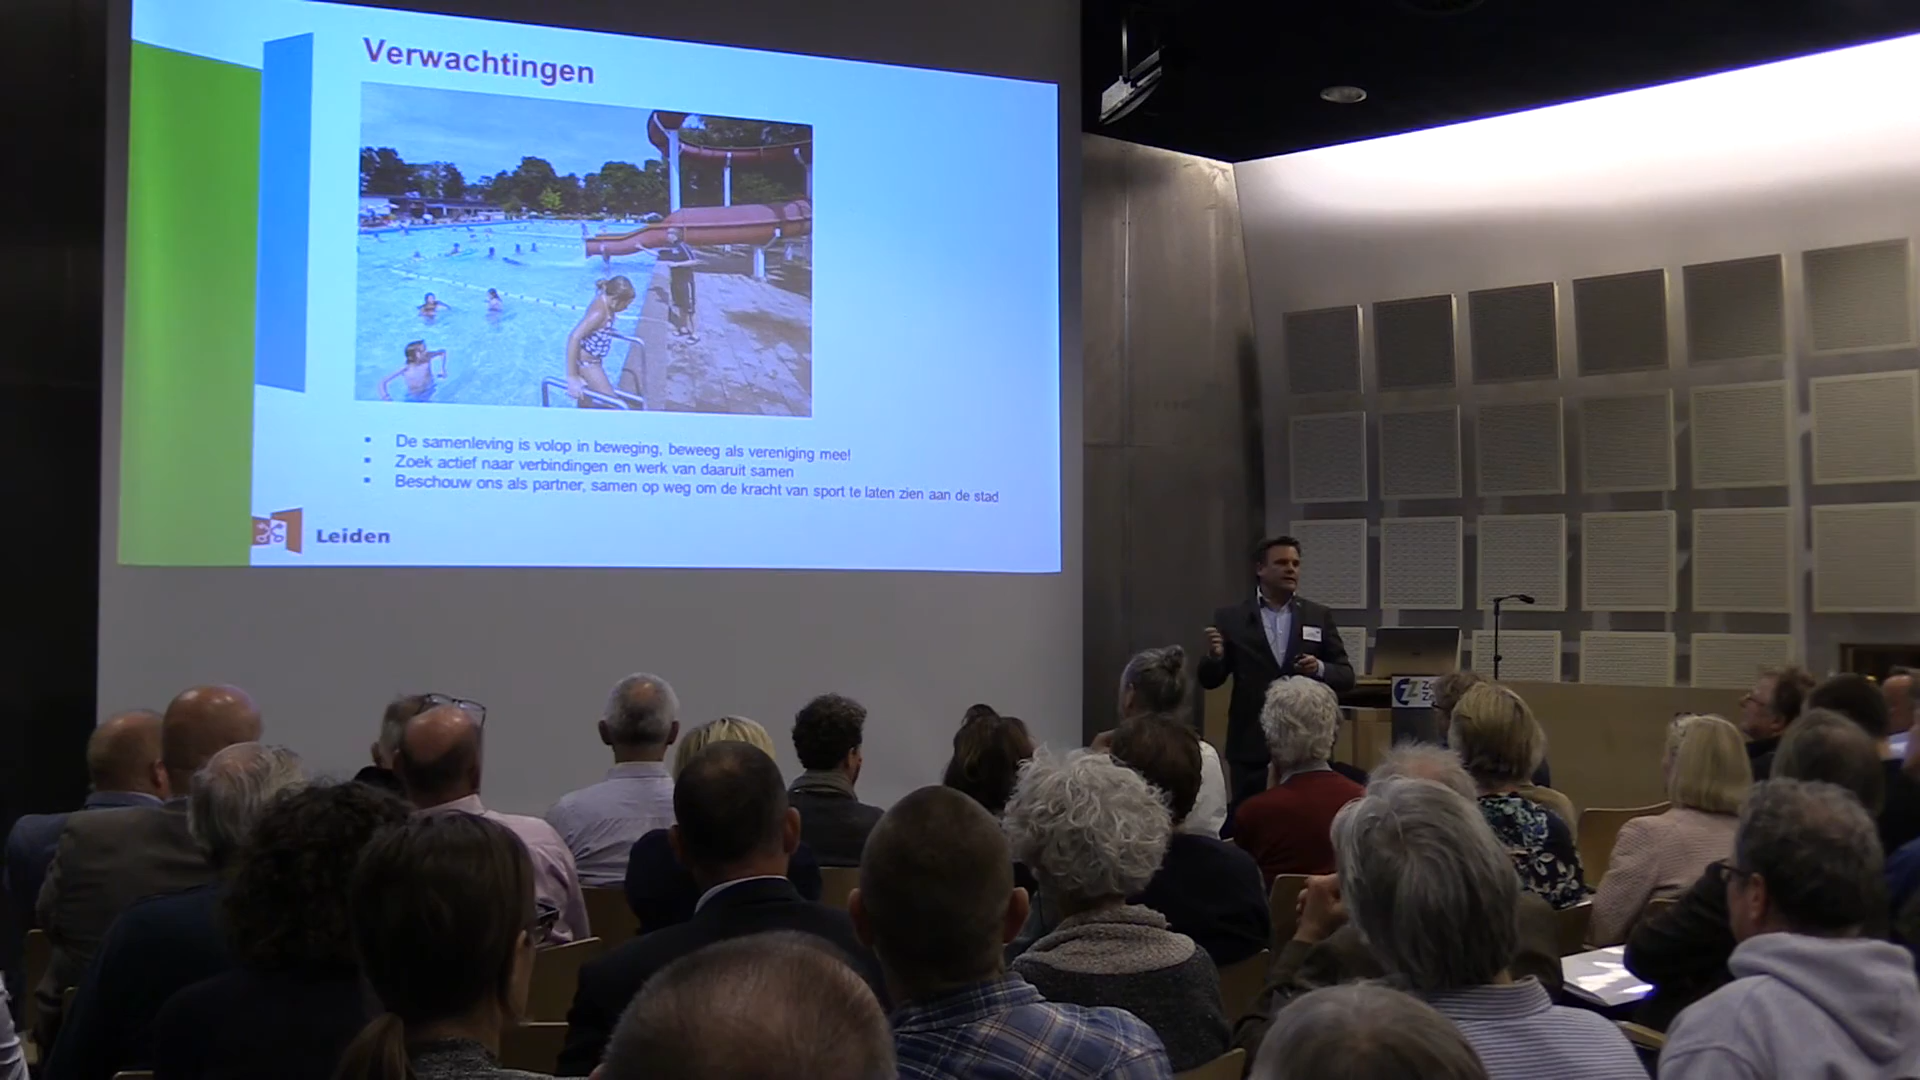 Verwachtingen
▪ De samenleving is volop in beweging, beweeg als vereniging mee!
▪ Zoek actief naar verbindingen en werk van daaruit samen
▪ Beschouw ons als partner, samen op weg om de kracht van sport te laten zien aan de stad
Leiden